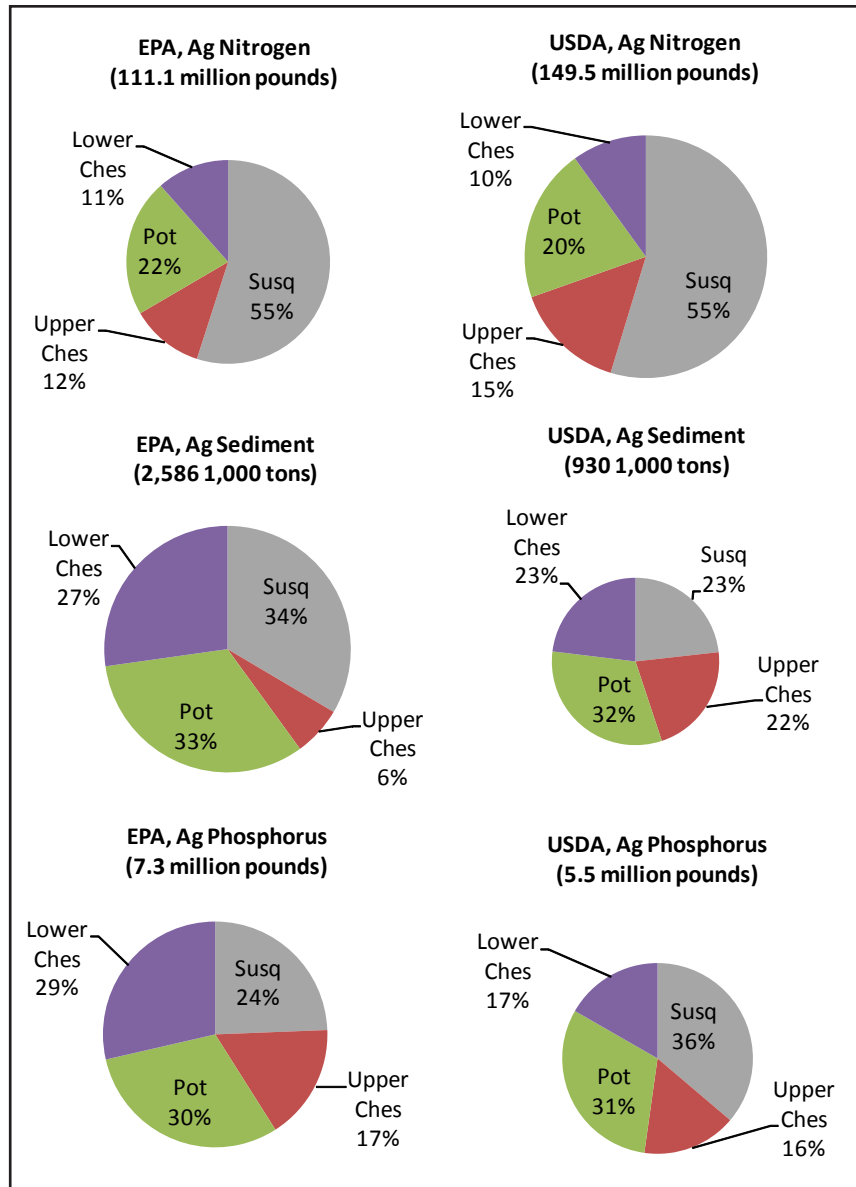 EPA, Ag Nitrogen
(111.1 million pounds)
Lower
Ches
11%
Pot
22%
Susq
55%
Upper
Ches
12%
USDA, Ag Nitrogen
(149.5 million pounds)
Lower
Ches
10%
Pot
20%
Susq
55%
Upper
Ches
15%
EPA, Ag Sediment
(2,586 1,000 tons)
Lower
Ches
27%
Susq
34%
Pot
33%
Upper
Ches
6%
USDA, Ag Sediment
(930 1,000 tons)
Lower
Ches
23%
Susq
23%
Pot
32%
Upper
Ches
22%
EPA, Ag Phosphorus
(7.3 million pounds)
Lower
Ches
29%
Susq
24%
Pot
30%
Upper
Ches
17%
USDA, Ag Phosphorus
(5.5 million pounds)
Lower
Ches
17%
Susq
36%
Pot
31%
Upper
Ches
16%